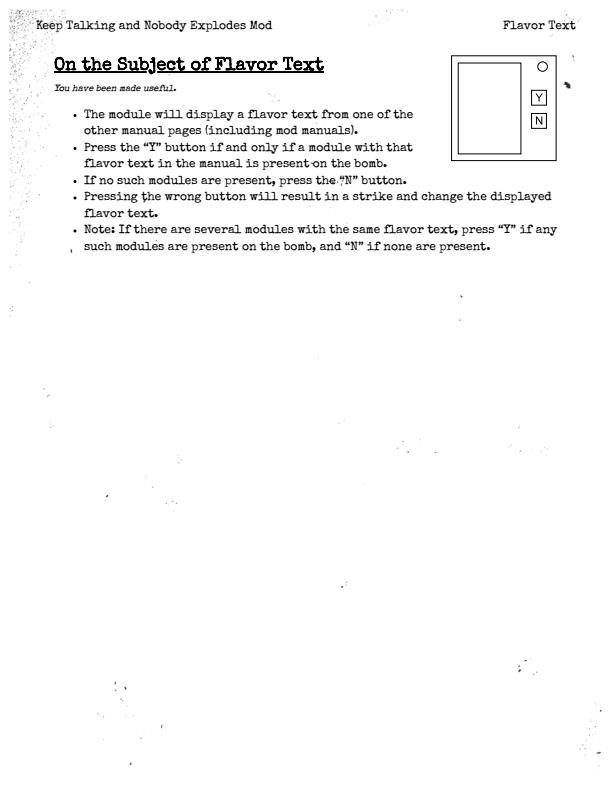 Keep Talking and Nobody Explodes Mod
Flavor Text
On the Subject of Flavor Text
You have been made useful.
• The module will display a flavor text from one of the
other manual pages (including mod manuals).
• Press the “Y” button if and only if a module with that
flavor text in the manual is present on the bomb.
• If no such modules are present, press the “N” button.
• Pressing the wrong button will result in a strike and change the displayed
flavor text.
• Note: If there are several modules with the same flavor text, press “Y” if any
such modules are present on the bomb, and “N” if none are present.
Y
N